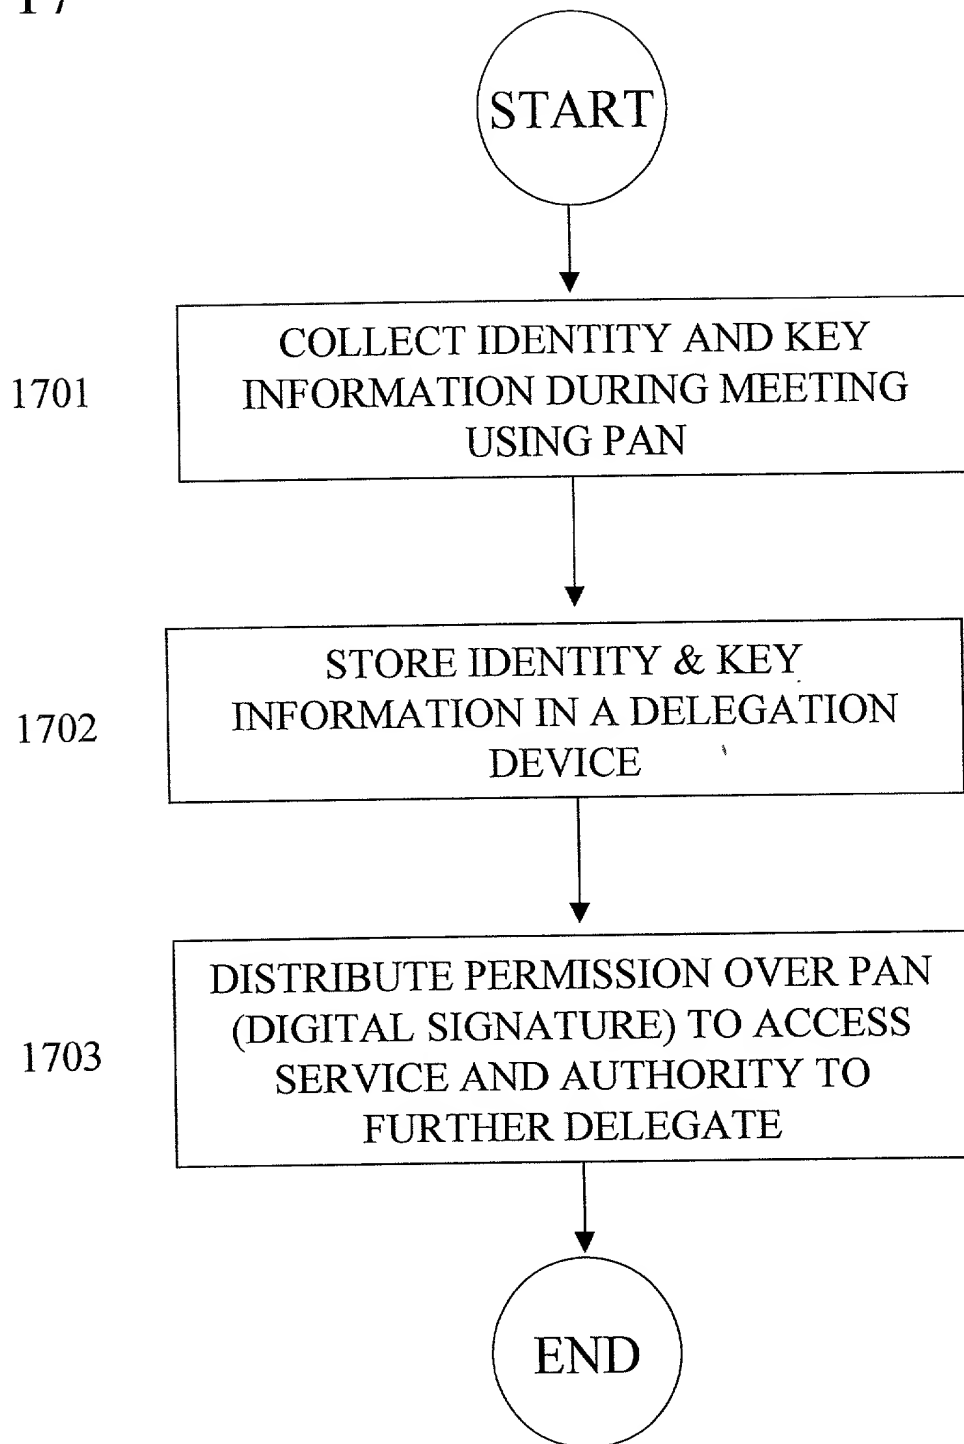 17
START
1701
COLLECT IDENTITY AND KEY
INFORMATION DURING MEETING
USING PAN
1702
STORE IDENTITY & KEY
INFORMATION IN A DELEGATION
DEVICE
1703
DISTRIBUTE PERMISSION OVER PAN
(DIGITAL SIGNATURE) TO ACCESS
SERVICE AND AUTHORITY TO
FURTHER DELEGATE
END